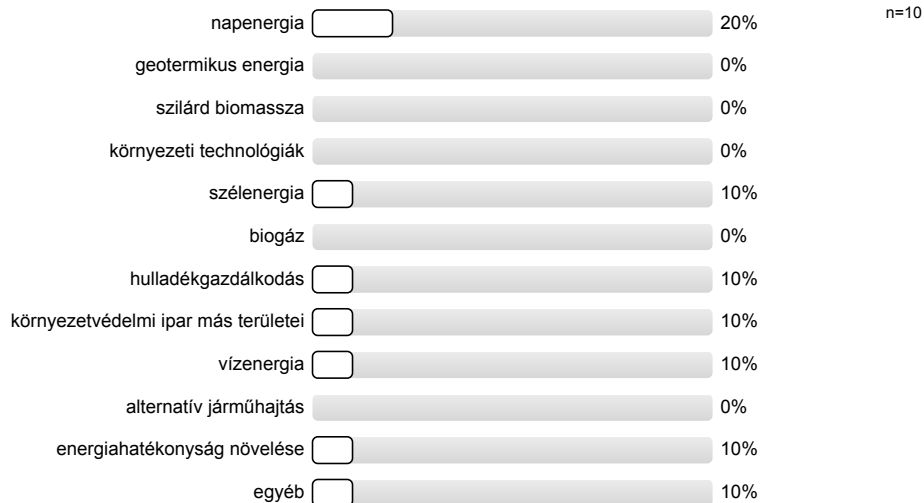 napenergia 20% n=10
geotermikus energia 0%
szilárd biomassza 0%
környezeti technológiák 0%
szélenergia 10%
biogáz 0%
hulladékgazdálkodás 10%
környezetvédelmi ipar más területei 10%
vízenergia 10%
alternatív járműhajtás 0%
energiahatékonyság növelése 10%
egyéb 10%